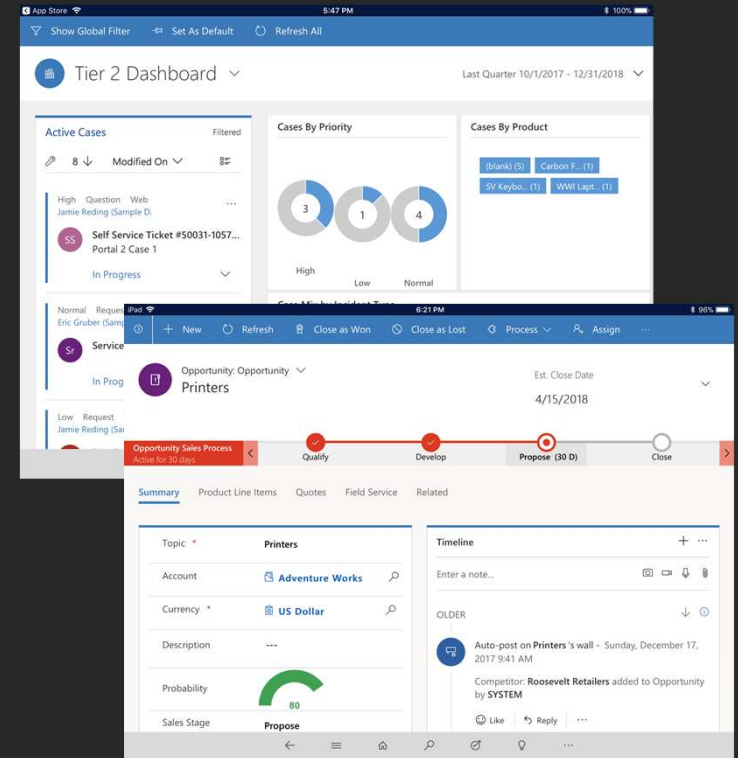 App Store
5:47 PM
100%
Show Global Filter
Set As Default
Refresh All
Tier 2 Dashboard
Last Quarter 10/1/2017 - 12/31/2018
Active Cases
Filtered
8
Modified On
High Question Web
Jamie Reding (Sample D
SS
Self Service Ticket #50031-1057...
Portal 2 Case 1
In Progress
Normal
Eric Gruber
Sr
Service
In Prog
Low Request
Jamie Reding
Cases By Priority
3
1
4
High
Low
Normal
Cases By Product
(blank) (5)
Carbon F... (1)
SV Keybo... (1)
WWI Lapt.. (1)
iPad
6:21 PM
96%
New
Refresh
Close as Won
Close as Lost
Process
Assign
...
Opportunity: Opportunity
Printers
Est. Close Date
4/15/2018
Opportunity Sales Process
Active for 30 days
Qualify
Develop
Propose (30 D)
Close
Summary
Product Line Items
Quotes
Field Service
Related
Topic *
Printers
Account
Adventure Works
Currency *
US Dollar
Description
---
Probability
80
Sales Stage
Propose
Timeline
Enter a note...
OLDER
Auto-post on Printers 's wall - Sunday, December 17,
2017 9:41 AM
Competitor: Roosevelt Retailers added to Opportunity
by SYSTEM
Like
Reply
...